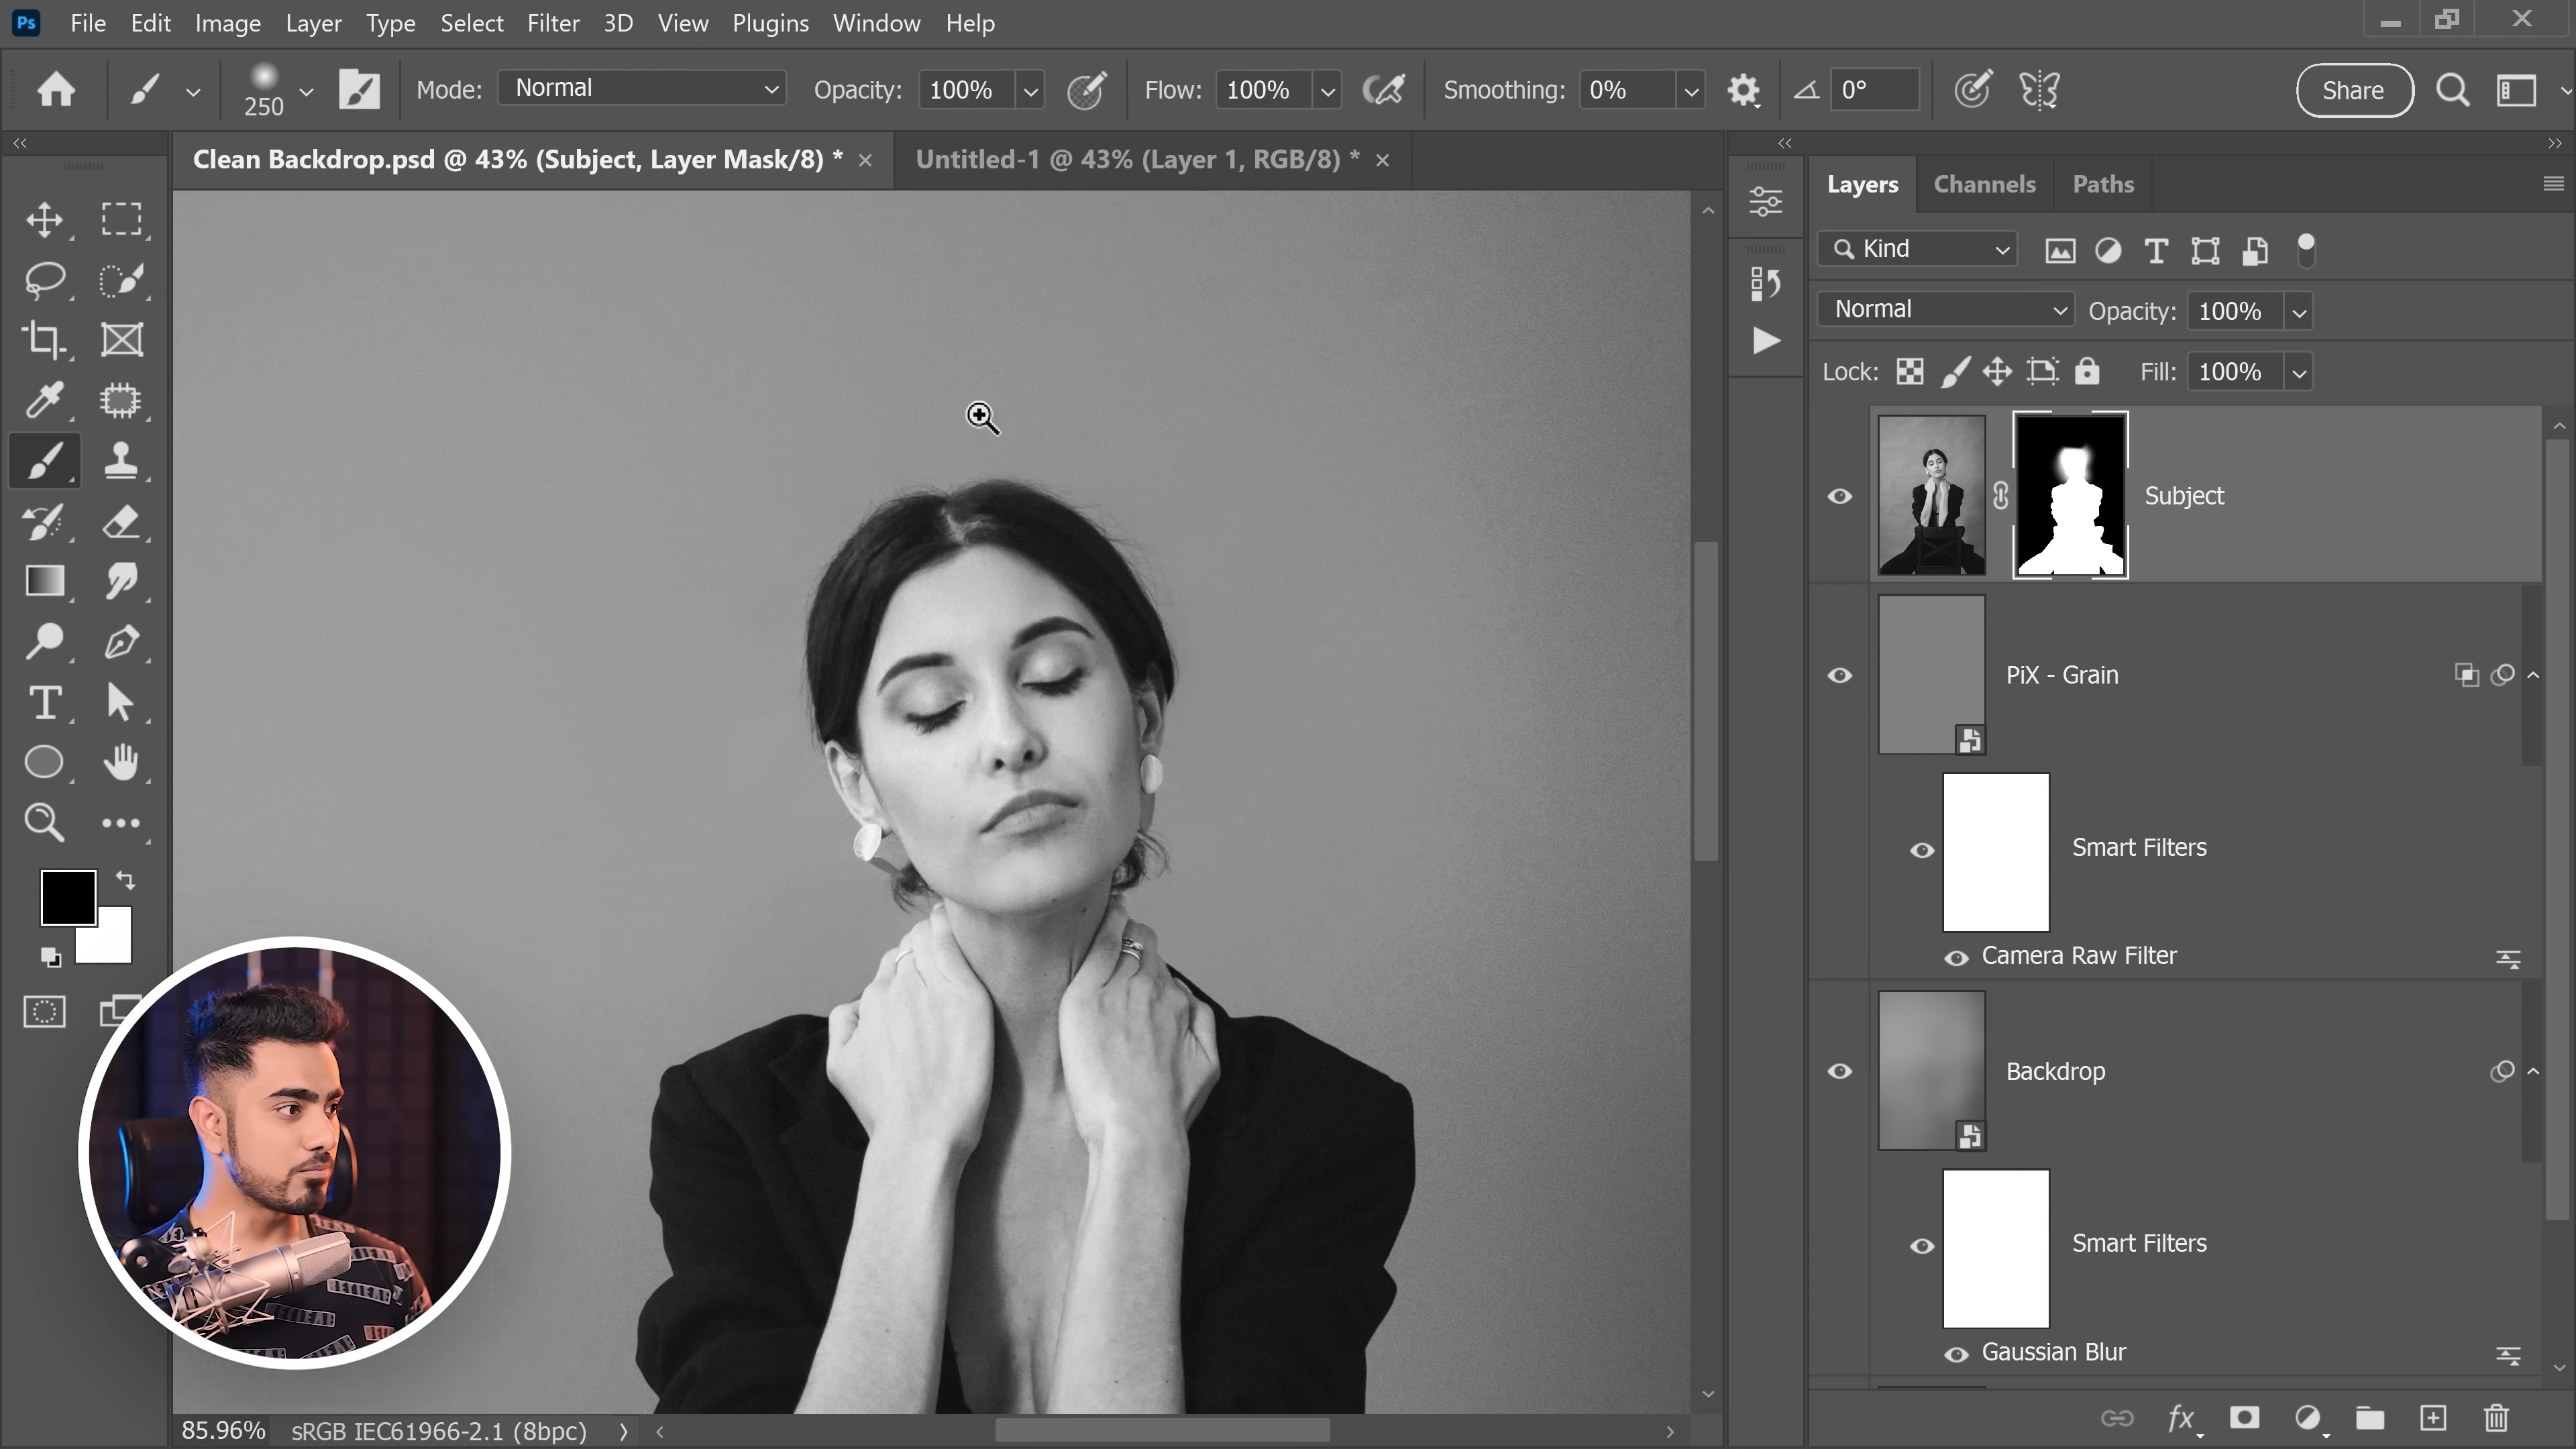 Ps File Edit Image Layer Type Select Filter 3D View Plugins Window Help
250 Mode: Normal Opacity: 100% Flow: 100% Smoothing: 0% 0° Share
Clean Backdrop.psd @ 43% (Subject, Layer Mask/8) * Untitled-1 @ 43% (Layer 1, RGB/8) *
Layers Channels Paths
Kind
Normal Opacity: 100%
Lock: Fill: 100%
Subject
PiX - Grain
Smart Filters
Camera Raw Filter
Backdrop
Smart Filters
Gaussian Blur
fx
85.96% sRGB IEC61966-2.1 (8bpc)